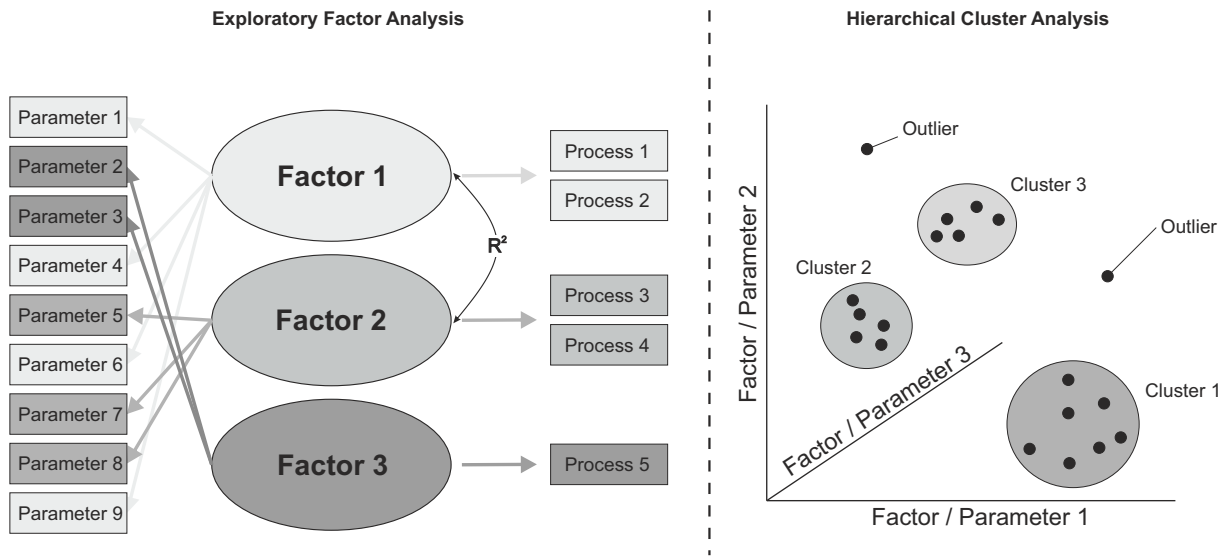 Exploratory Factor Analysis
Parameter 1
Parameter 2
Parameter 3
Parameter 4
Parameter 5
Parameter 6
Parameter 7
Parameter 8
Parameter 9
Factor 1
Factor 2
Factor 3
R²
Process 1
Process 2
Process 3
Process 4
Process 5
Hierarchical Cluster Analysis
Factor / Parameter 2
Outlier
Cluster 3
Outlier
Cluster 2
Factor / Parameter 3
Cluster 1
Factor / Parameter 1